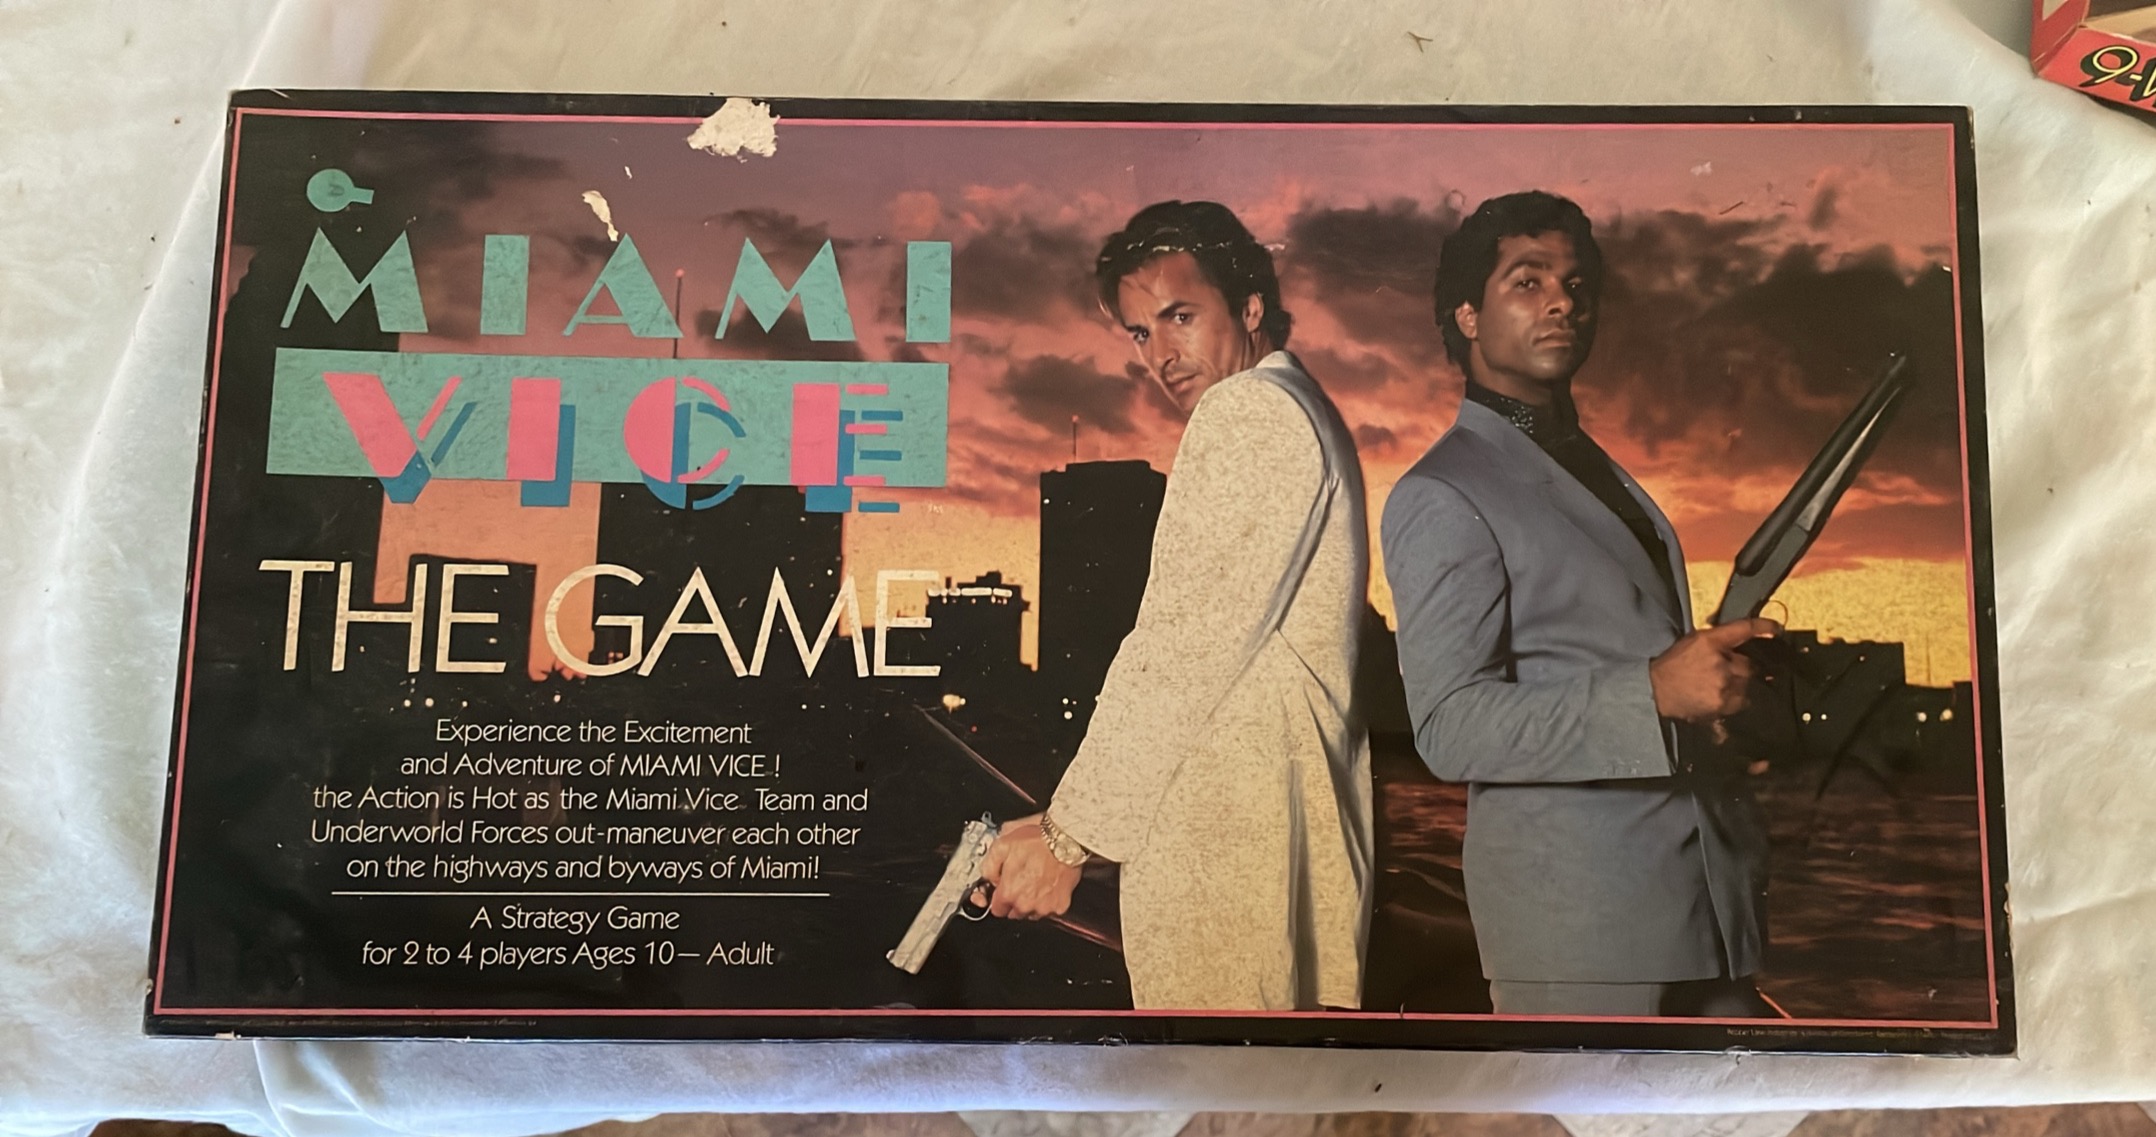 MIAMI
VICE
THE GAME
Experience the Excitement
and Adventure of MIAMI VICE!
the Action is Hot as the Miami Vice Team and
Underworld Forces out-maneuver each other
on the highways and byways of Miami!
A Strategy Game
for 2 to 4 players Ages 10—Adult